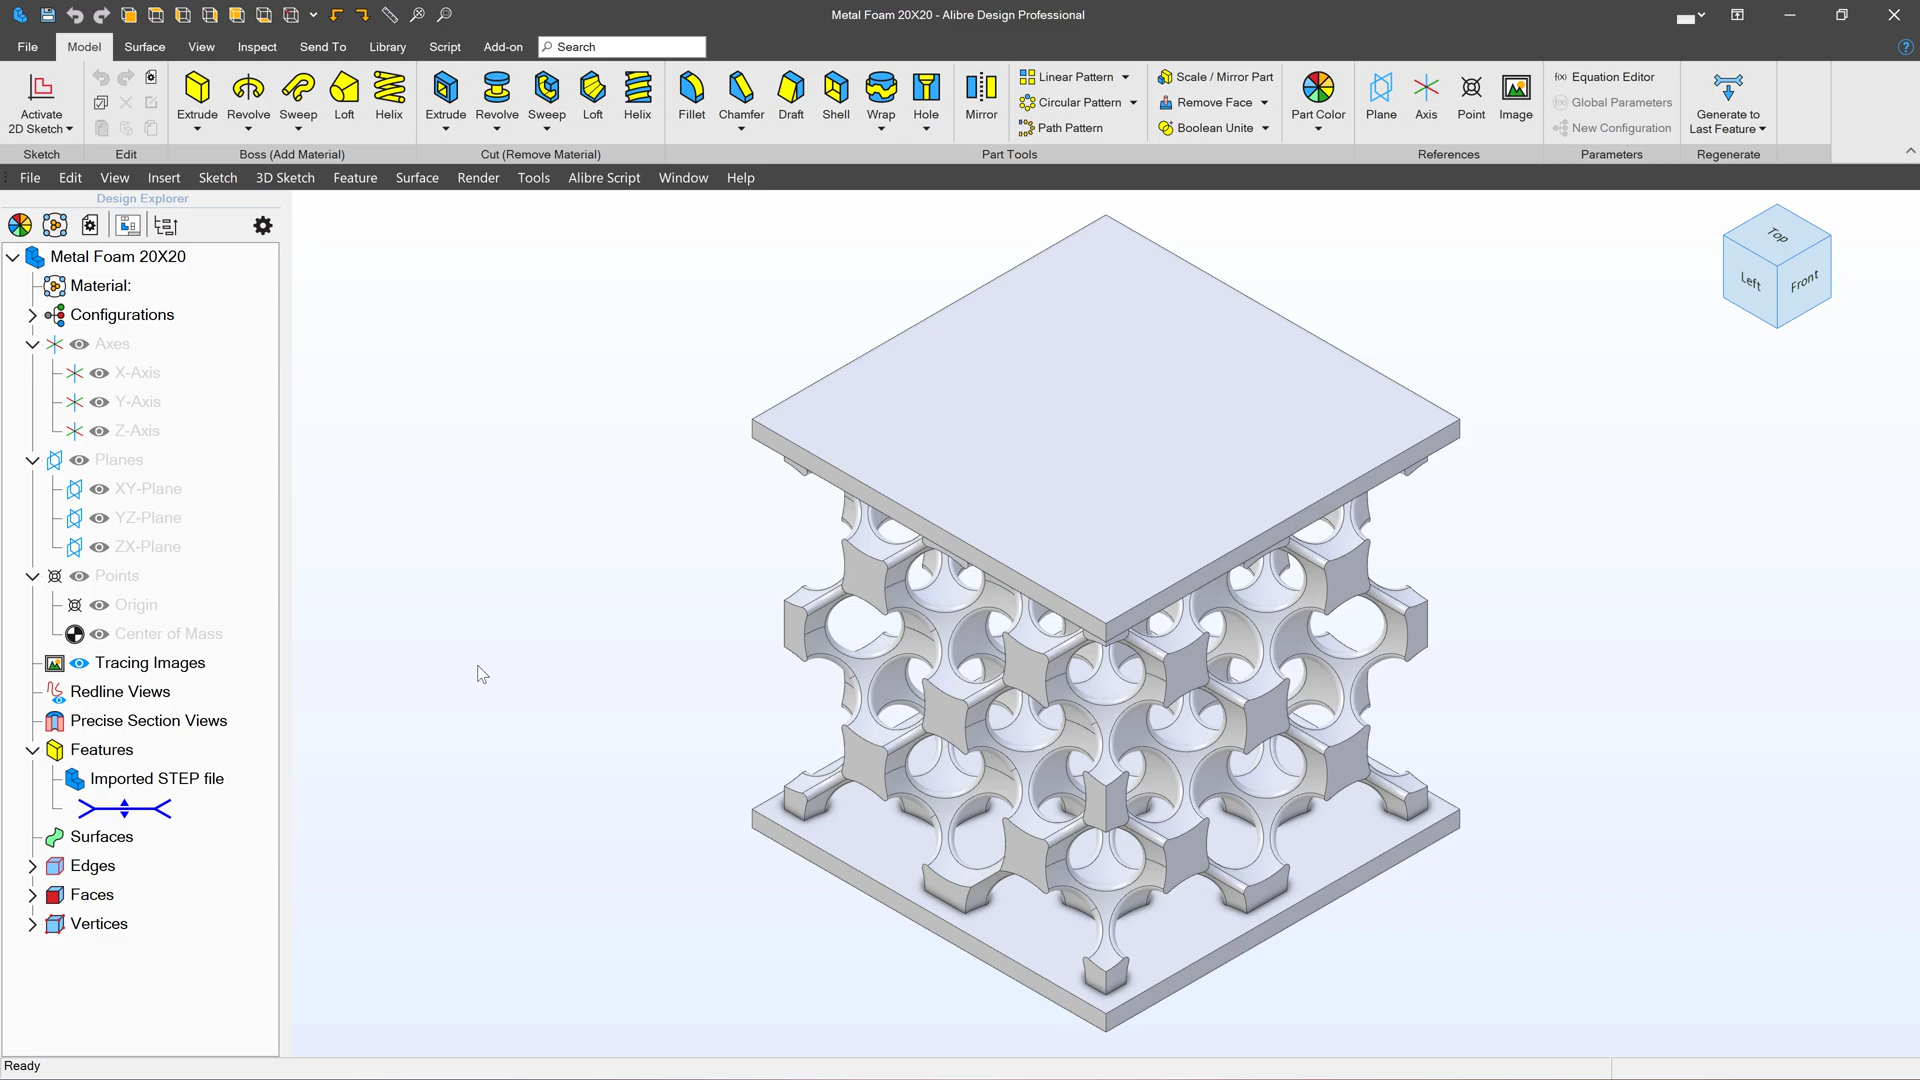 Metal Foam 20X20 - Alibre Design Professional
File Model Surface View Inspect Send To Library Script Add-on Search
Activate 2D Sketch
Extrude Revolve Sweep Loft Helix
Extrude Revolve Sweep Loft Helix
Fillet Chamfer Draft Shell Wrap Hole Mirror
Linear Pattern
Circular Pattern
Path Pattern
Scale / Mirror Part
Remove Face
Boolean Unite
Part Color
Plane Axis Point Image
f(x) Equation Editor
f(x) Global Parameters
New Configuration
Generate to Last Feature
Sketch Edit Boss (Add Material) Cut (Remove Material) Part Tools References Parameters Regenerate
File Edit View Insert Sketch 3D Sketch Feature Surface Render Tools Alibre Script Window Help
Design Explorer
Metal Foam 20X20
Material:
Configurations
Axes
X-Axis
Y-Axis
Z-Axis
Planes
XY-Plane
YZ-Plane
ZX-Plane
Points
Origin
Center of Mass
Tracing Images
Redline Views
Precise Section Views
Features
Imported STEP file
Surfaces
Edges
Faces
Vertices
Top
Left Front
Ready